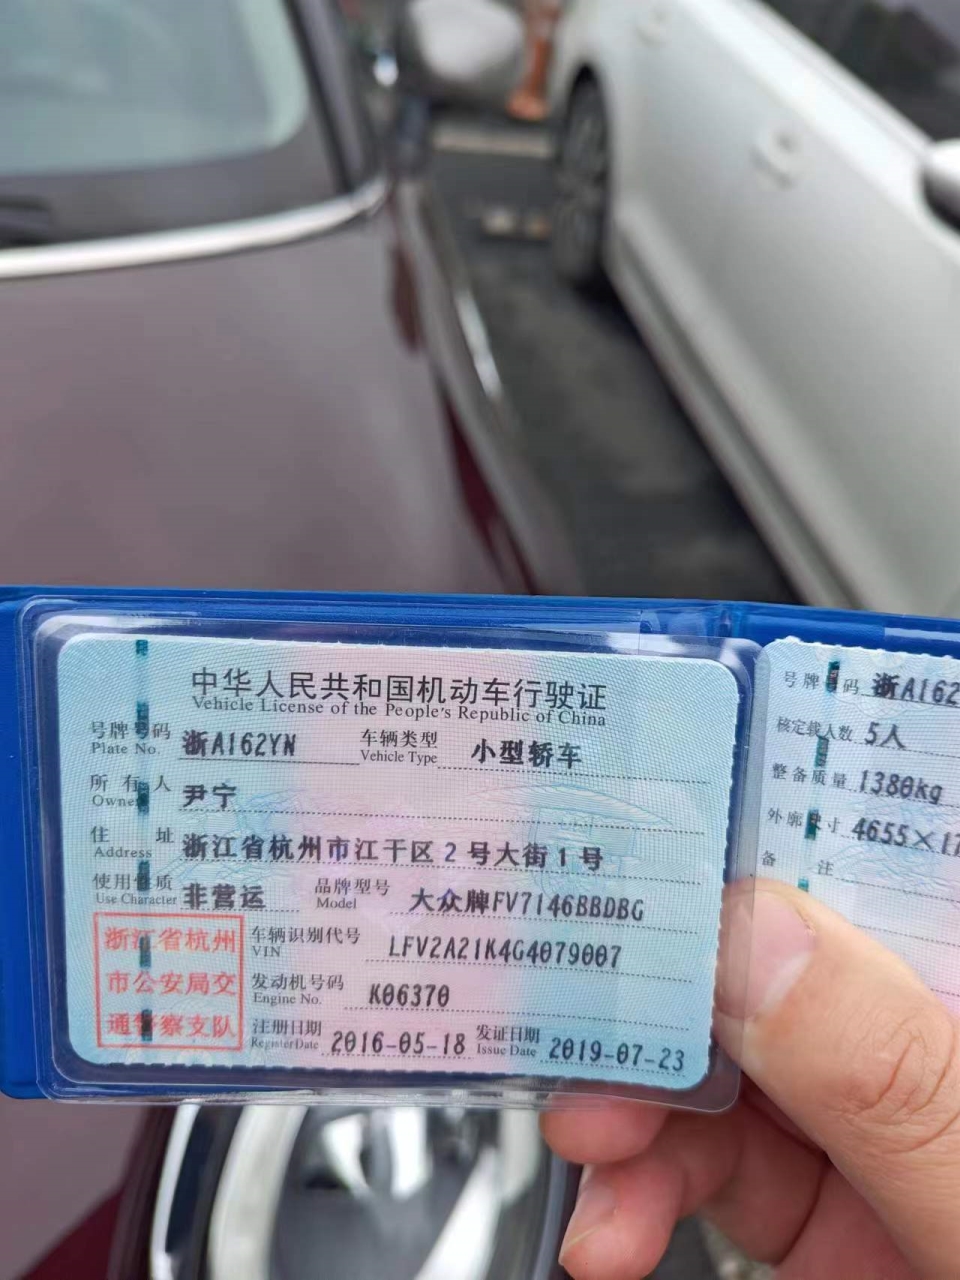 中华人民共和国机动车行驶证
Vehicle License of the People's Republic of China
号牌号码 浙A162YN 车辆类型 小型轿车
Plate No. Vehicle Type
所有人 尹宁
Owner
住址 浙江省杭州市江干区2号大街1号
Address
使用性质 非营运 品牌型号 大众牌FV7146BBDBG
Use Character Model
浙江省杭州
市公安局交
通警察支队
车辆识别代号 LFV2A21K4G4079007
VIN
发动机号码 K06370
Engine No.
注册日期 2016-05-18 发证日期 2019-07-23
Register Date Issue Date
号牌号码 浙A162
核定载人数 5人
整备质量 1380kg
外廓尺寸 4655×17
备注